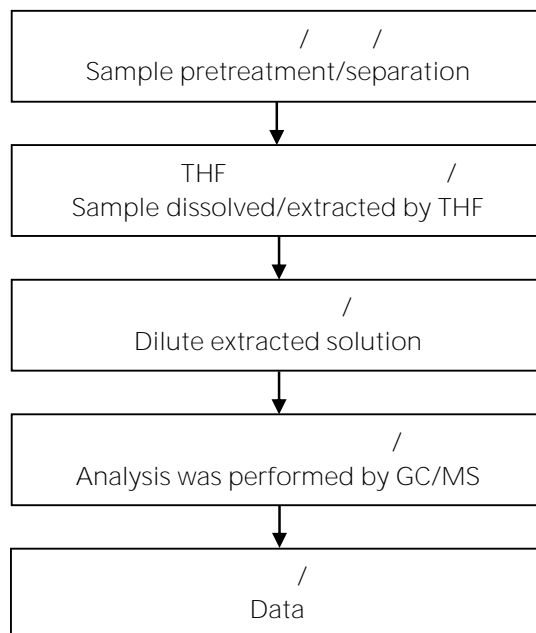 / /
Sample pretreatment/separation
THF /
Sample dissolved/extracted by THF
/
Dilute extracted solution
/
Analysis was performed by GC/MS
/
Data